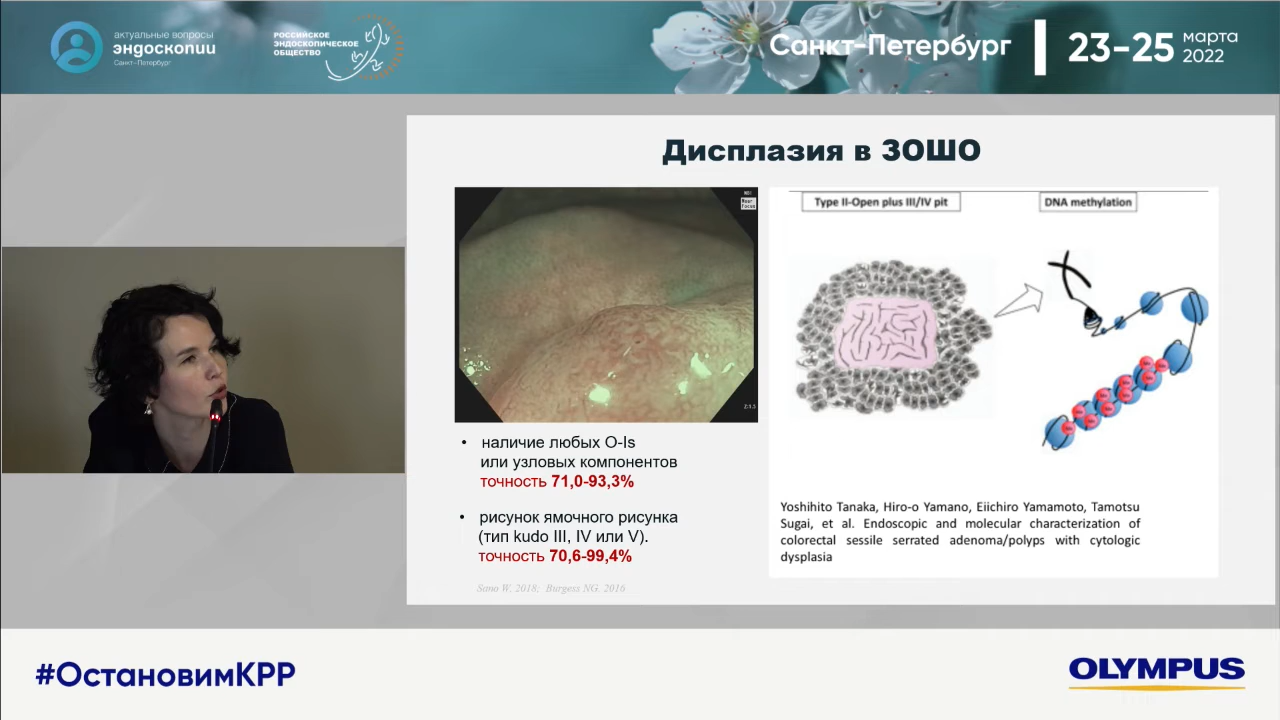 актуальные вопросы
эндоскопии
Санкт-Петербург
РОССИЙСКОЕ
ЭНДОСКОПИЧЕСКОЕ
ОБЩЕСТВО
Санкт-Петербург
23-25 марта
2022
Дисплазия в ЗОШО
Near
Focus
• наличие любых O-Is
или узловых компонентов
точность 71,0-93,3%
• рисунок ямочного рисунка
(тип kudo III, IV или V).
точность 70,6-99,4%
Sano W. 2018; Burgess NG. 2016
Type II-Open plus III/IV pit
DNA methylation
Yoshihito Tanaka, Hiro-o Yamano, Eiichiro Yamamoto, Tamotsu
Sugai, et al. Endoscopic and molecular characterization of
colorectal sessile serrated adenoma/polyps with cytologic
dysplasia
#ОстановимКРР
OLYMPUS